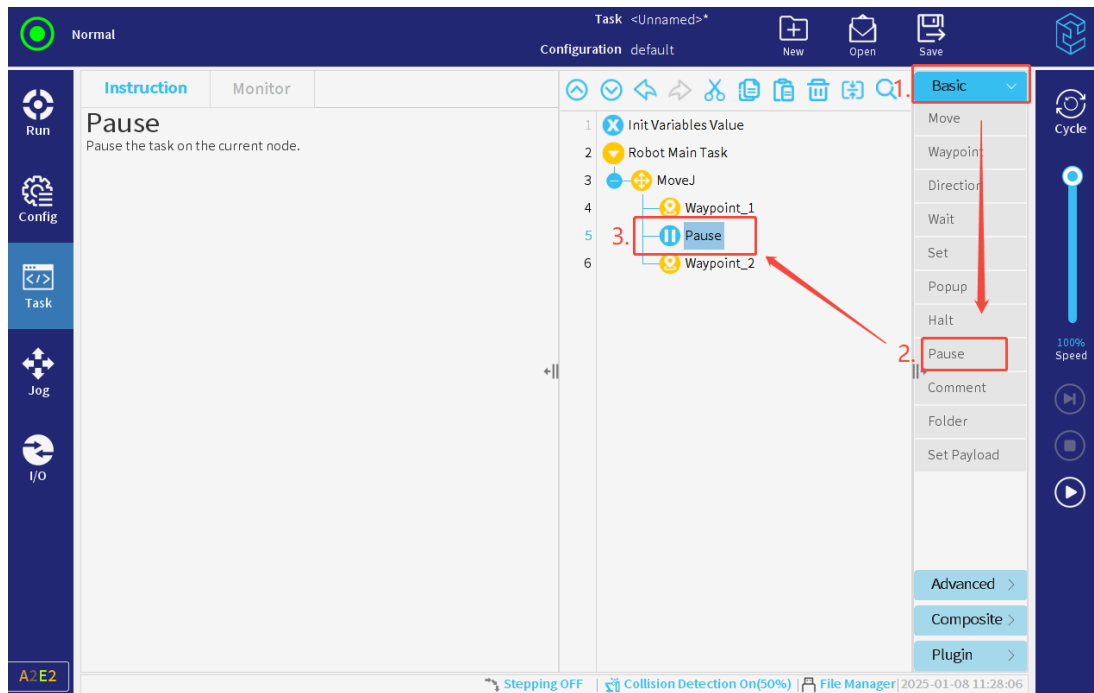 Task <Unnamed>*
Normal
Configuration default
New
Open
Save
Run
Config
Task
Jog
I/O
A2E2
Instruction
Monitor
Pause
Pause the task on the current node.
1 Init Variables Value
2 Robot Main Task
3 MoveJ
4 Waypoint_1
5 3. Pause
6 Waypoint_2
1. Basic
Move
Waypoint
Direction
Wait
Set
Popup
Halt
2. Pause
Comment
Folder
Set Payload
Advanced
Composite
Plugin
Cycle
100%
Speed
Stepping OFF | Collision Detection On(50%) | File Manager | 2025-01-08 11:28:06